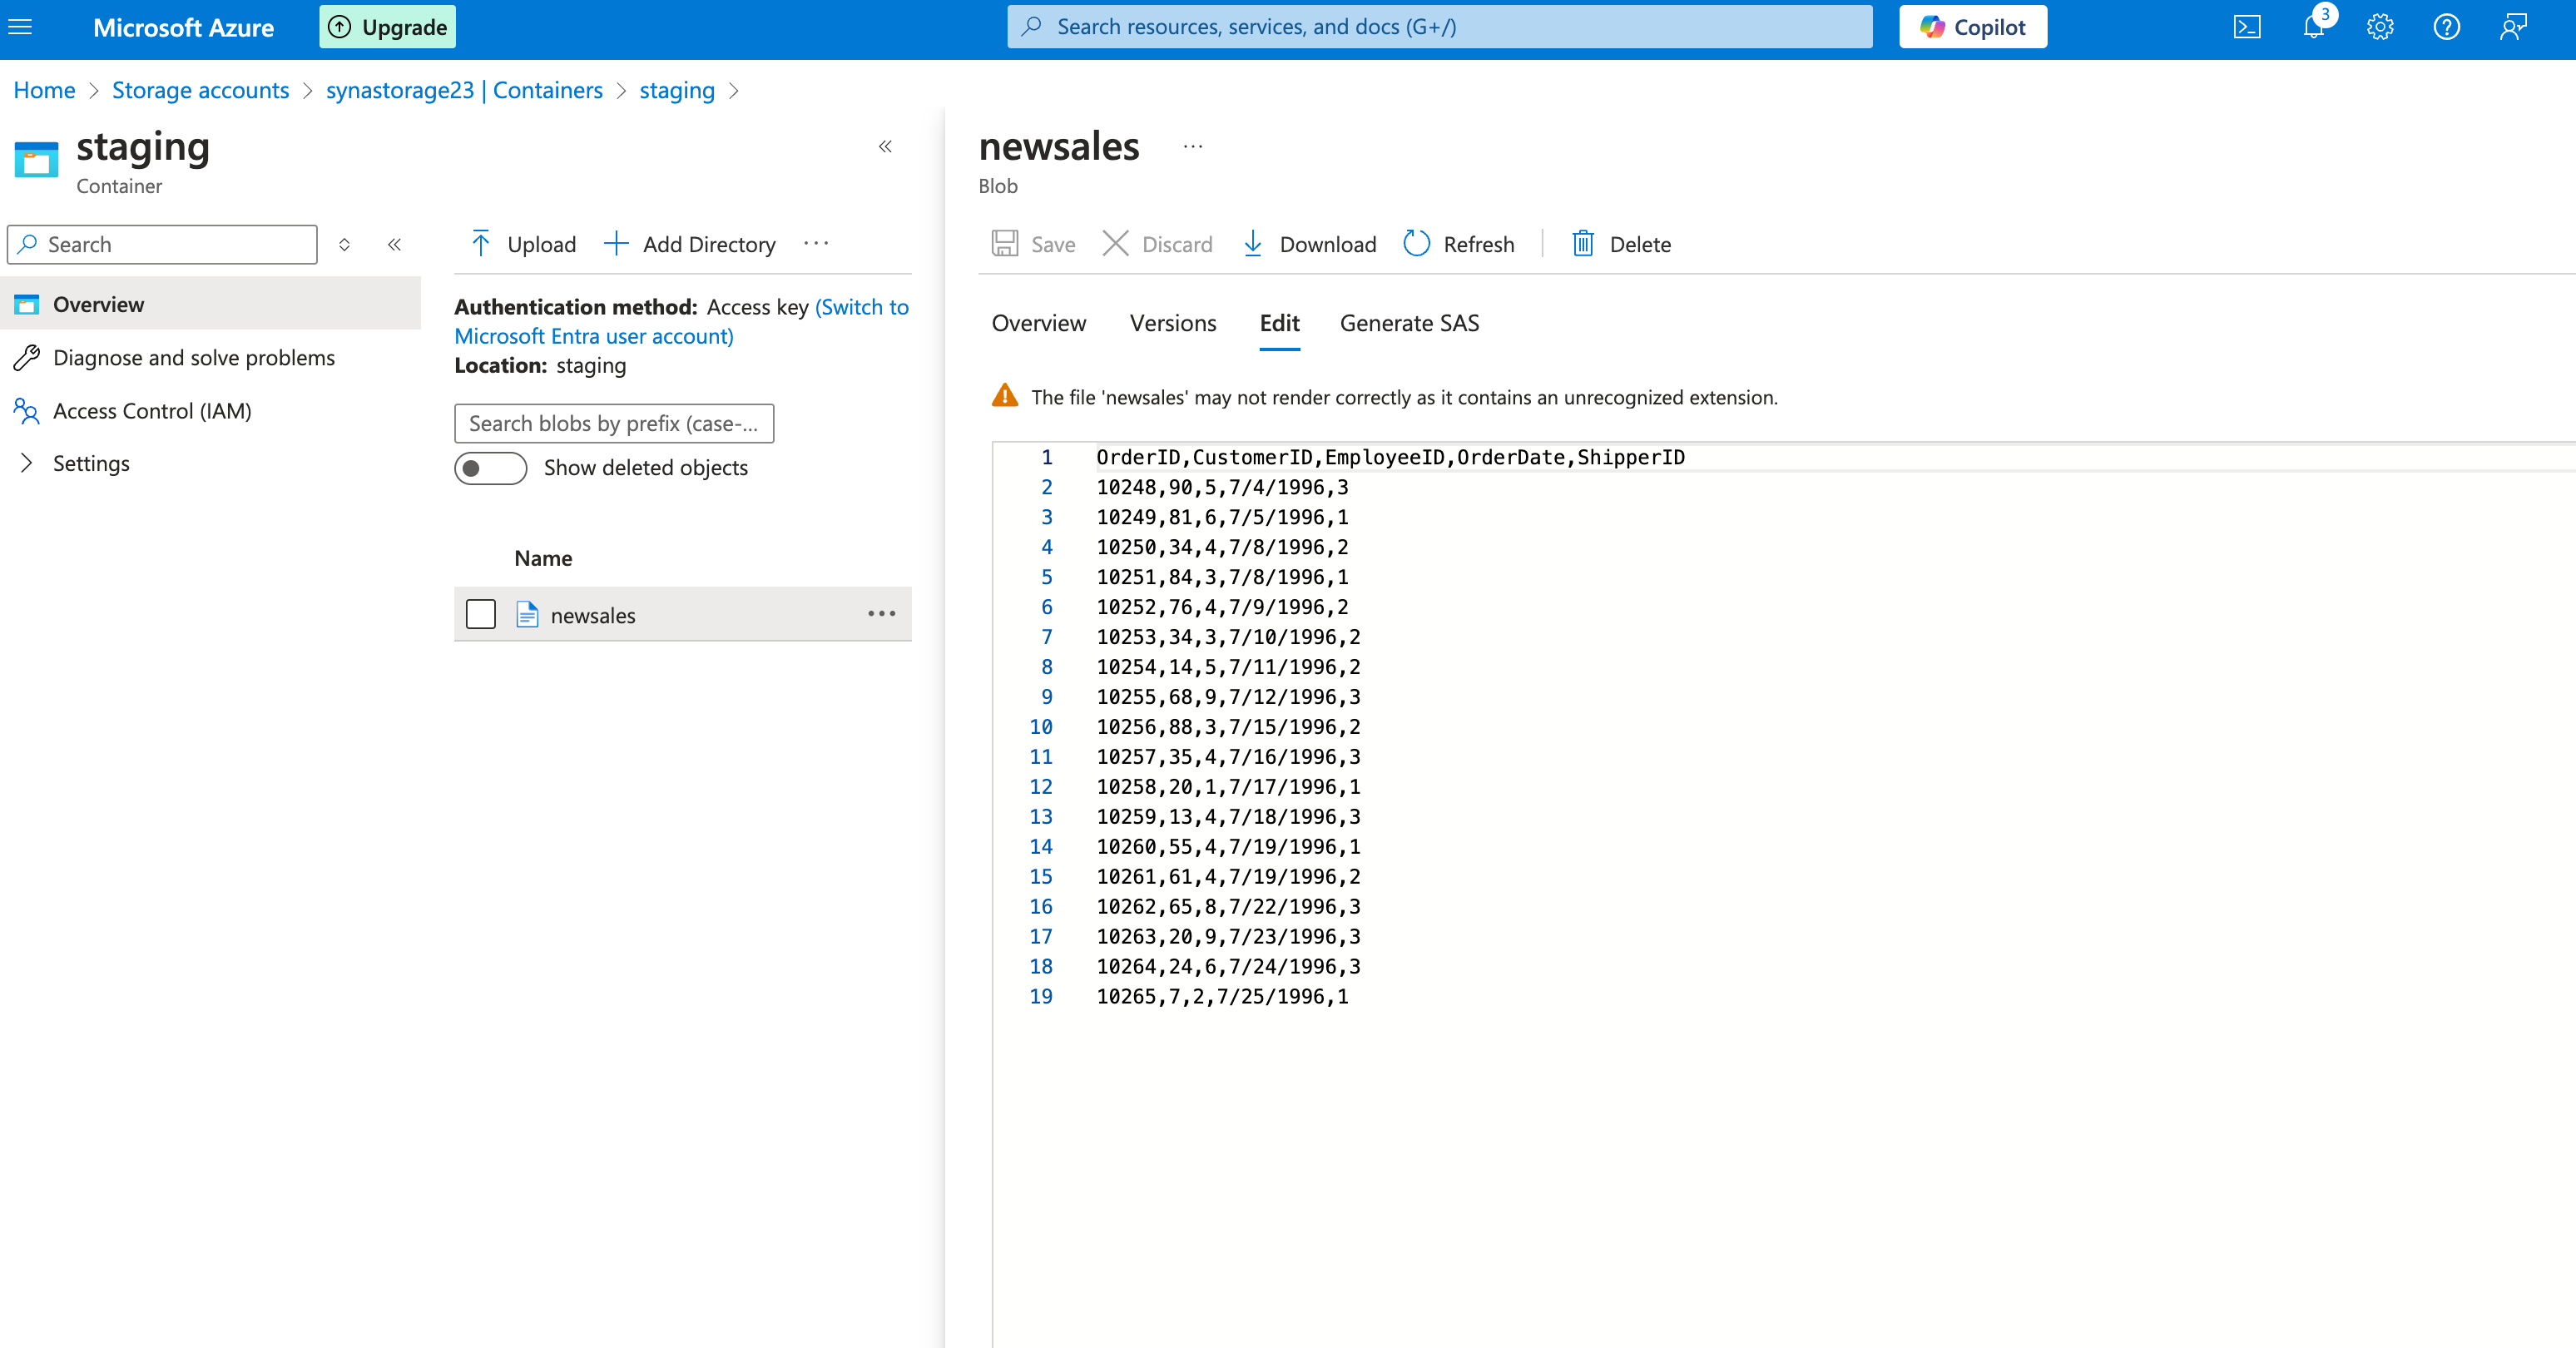 Microsoft Azure
Upgrade
Search resources, services, and docs (G+/)
Copilot
3
Home > Storage accounts > synastorage23 | Containers > staging >
staging
Container
Search
Overview
Diagnose and solve problems
Access Control (IAM)
Settings
Upload
Add Directory
Authentication method: Access key (Switch to
Microsoft Entra user account)
Location: staging
Search blobs by prefix (case-...
Show deleted objects
Name
newsales
newsales
Blob
Save
Discard
Download
Refresh
Delete
Overview
Versions
Edit
Generate SAS
The file 'newsales' may not render correctly as it contains an unrecognized extension.
1 OrderID,CustomerID,EmployeeID,OrderDate,ShipperID
2 10248,90,5,7/4/1996,3
3 10249,81,6,7/5/1996,1
4 10250,34,4,7/8/1996,2
5 10251,84,3,7/8/1996,1
6 10252,76,4,7/9/1996,2
7 10253,34,3,7/10/1996,2
8 10254,14,5,7/11/1996,2
9 10255,68,9,7/12/1996,3
10 10256,88,3,7/15/1996,2
11 10257,35,4,7/16/1996,3
12 10258,20,1,7/17/1996,1
13 10259,13,4,7/18/1996,3
14 10260,55,4,7/19/1996,1
15 10261,61,4,7/19/1996,2
16 10262,65,8,7/22/1996,3
17 10263,20,9,7/23/1996,3
18 10264,24,6,7/24/1996,3
19 10265,7,2,7/25/1996,1